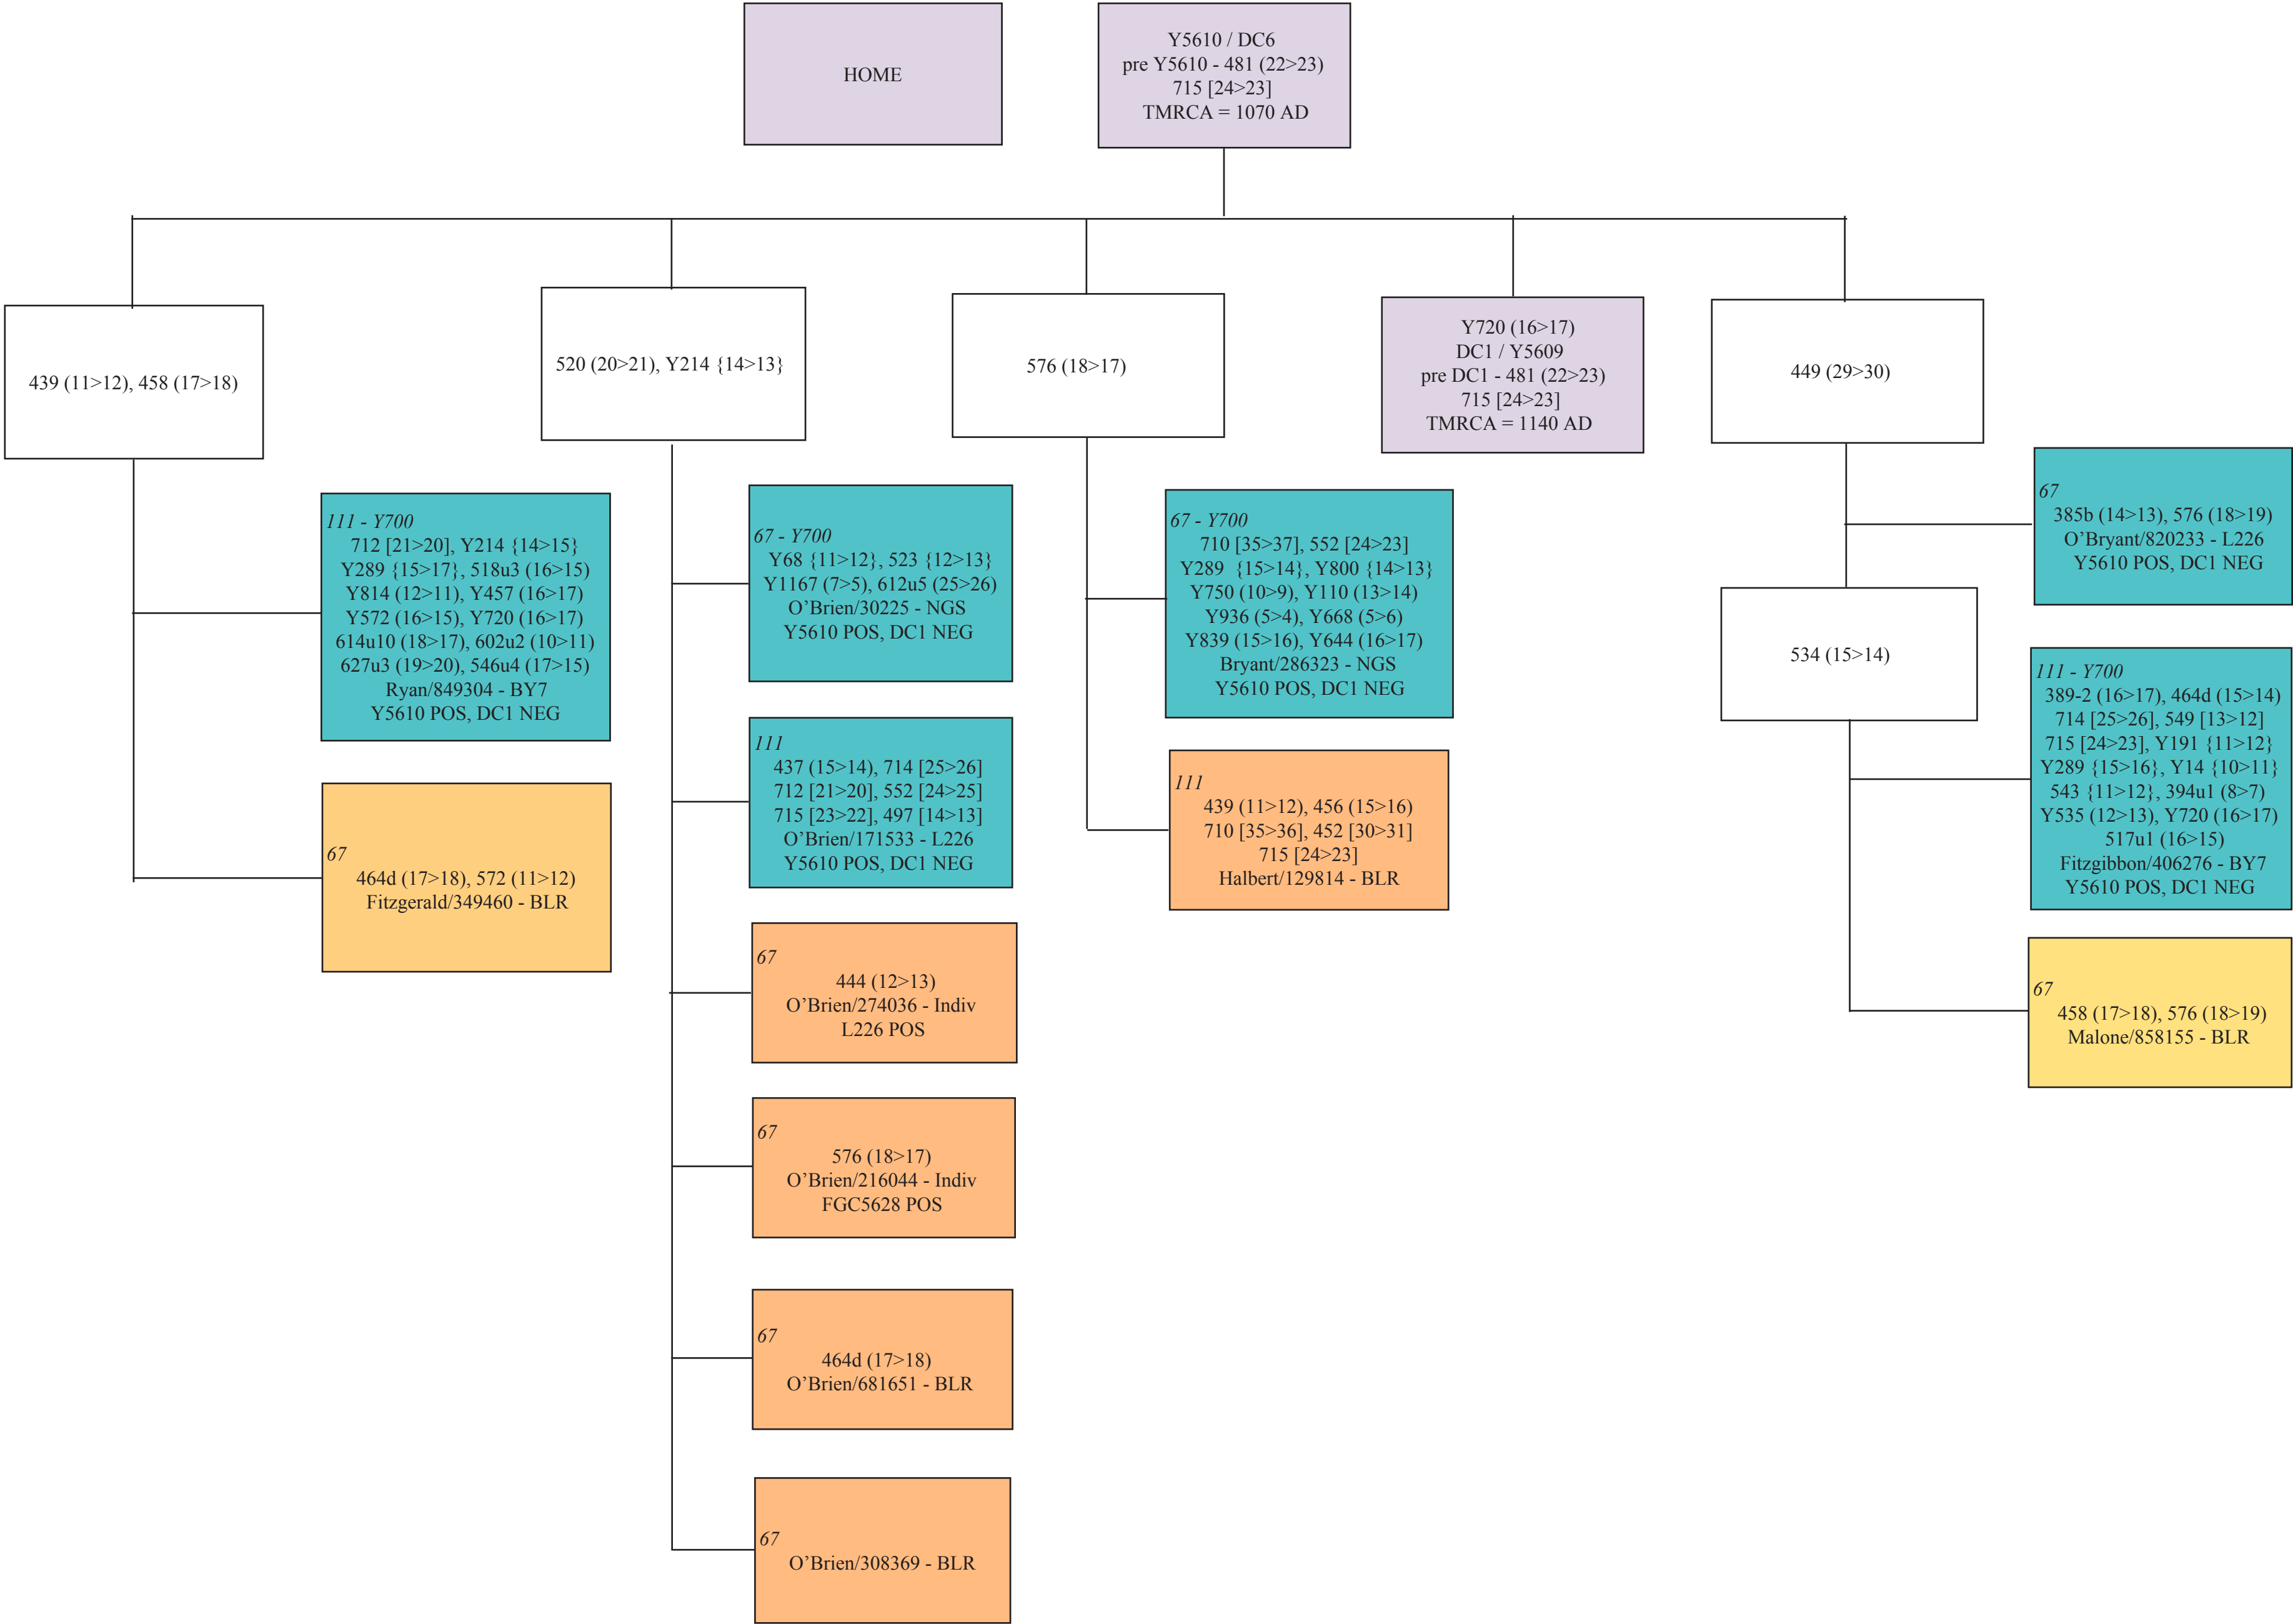 HOME
Y5610 / DC6
pre Y5610 - 481 (22>23)
715 [24>23]
TMRCA = 1070 AD
439 (11>12), 458 (17>18)
520 (20>21), Y214 {14>13}
576 (18>17)
Y720 (16>17)
DC1 / Y5609
pre DC1 - 481 (22>23)
715 [24>23]
TMRCA = 1140 AD
449 (29>30)
111 - Y700
712 [21>20], Y214 {14>15}
Y289 {15>17}, 518u3 (16>15)
Y814 (12>11), Y457 (16>17)
Y572 (16>15), Y720 (16>17)
614u10 (18>17), 602u2 (10>11)
627u3 (19>20), 546u4 (17>15)
Ryan/849304 - BY7
Y5610 POS, DC1 NEG
67
464d (17>18), 572 (11>12)
Fitzgerald/349460 - BLR
67 - Y700
Y68 {11>12}, 523 {12>13}
Y1167 (7>5), 612u5 (25>26)
O’Brien/30225 - NGS
Y5610 POS, DC1 NEG
111
437 (15>14), 714 [25>26]
712 [21>20], 552 [24>25]
715 [23>22], 497 [14>13]
O’Brien/171533 - L226
Y5610 POS, DC1 NEG
67
444 (12>13)
O’Brien/274036 - Indiv
L226 POS
67
576 (18>17)
O’Brien/216044 - Indiv
FGC5628 POS
67
464d (17>18)
O’Brien/681651 - BLR
67
O’Brien/308369 - BLR
67 - Y700
710 [35>37], 552 [24>23]
Y289 {15>14}, Y800 {14>13}
Y750 (10>9), Y110 (13>14)
Y936 (5>4), Y668 (5>6)
Y839 (15>16), Y644 (16>17)
Bryant/286323 - NGS
Y5610 POS, DC1 NEG
111
439 (11>12), 456 (15>16)
710 [35>36], 452 [30>31]
715 [24>23]
Halbert/129814 - BLR
67
385b (14>13), 576 (18>19)
O’Bryant/820233 - L226
Y5610 POS, DC1 NEG
534 (15>14)
111 - Y700
389-2 (16>17), 464d (15>14)
714 [25>26], 549 [13>12]
715 [24>23], Y191 {11>12}
Y289 {15>16}, Y14 {10>11}
543 {11>12}, 394u1 (8>7)
Y535 (12>13), Y720 (16>17)
517u1 (16>15)
Fitzgibbon/406276 - BY7
Y5610 POS, DC1 NEG
67
458 (17>18), 576 (18>19)
Malone/858155 - BLR